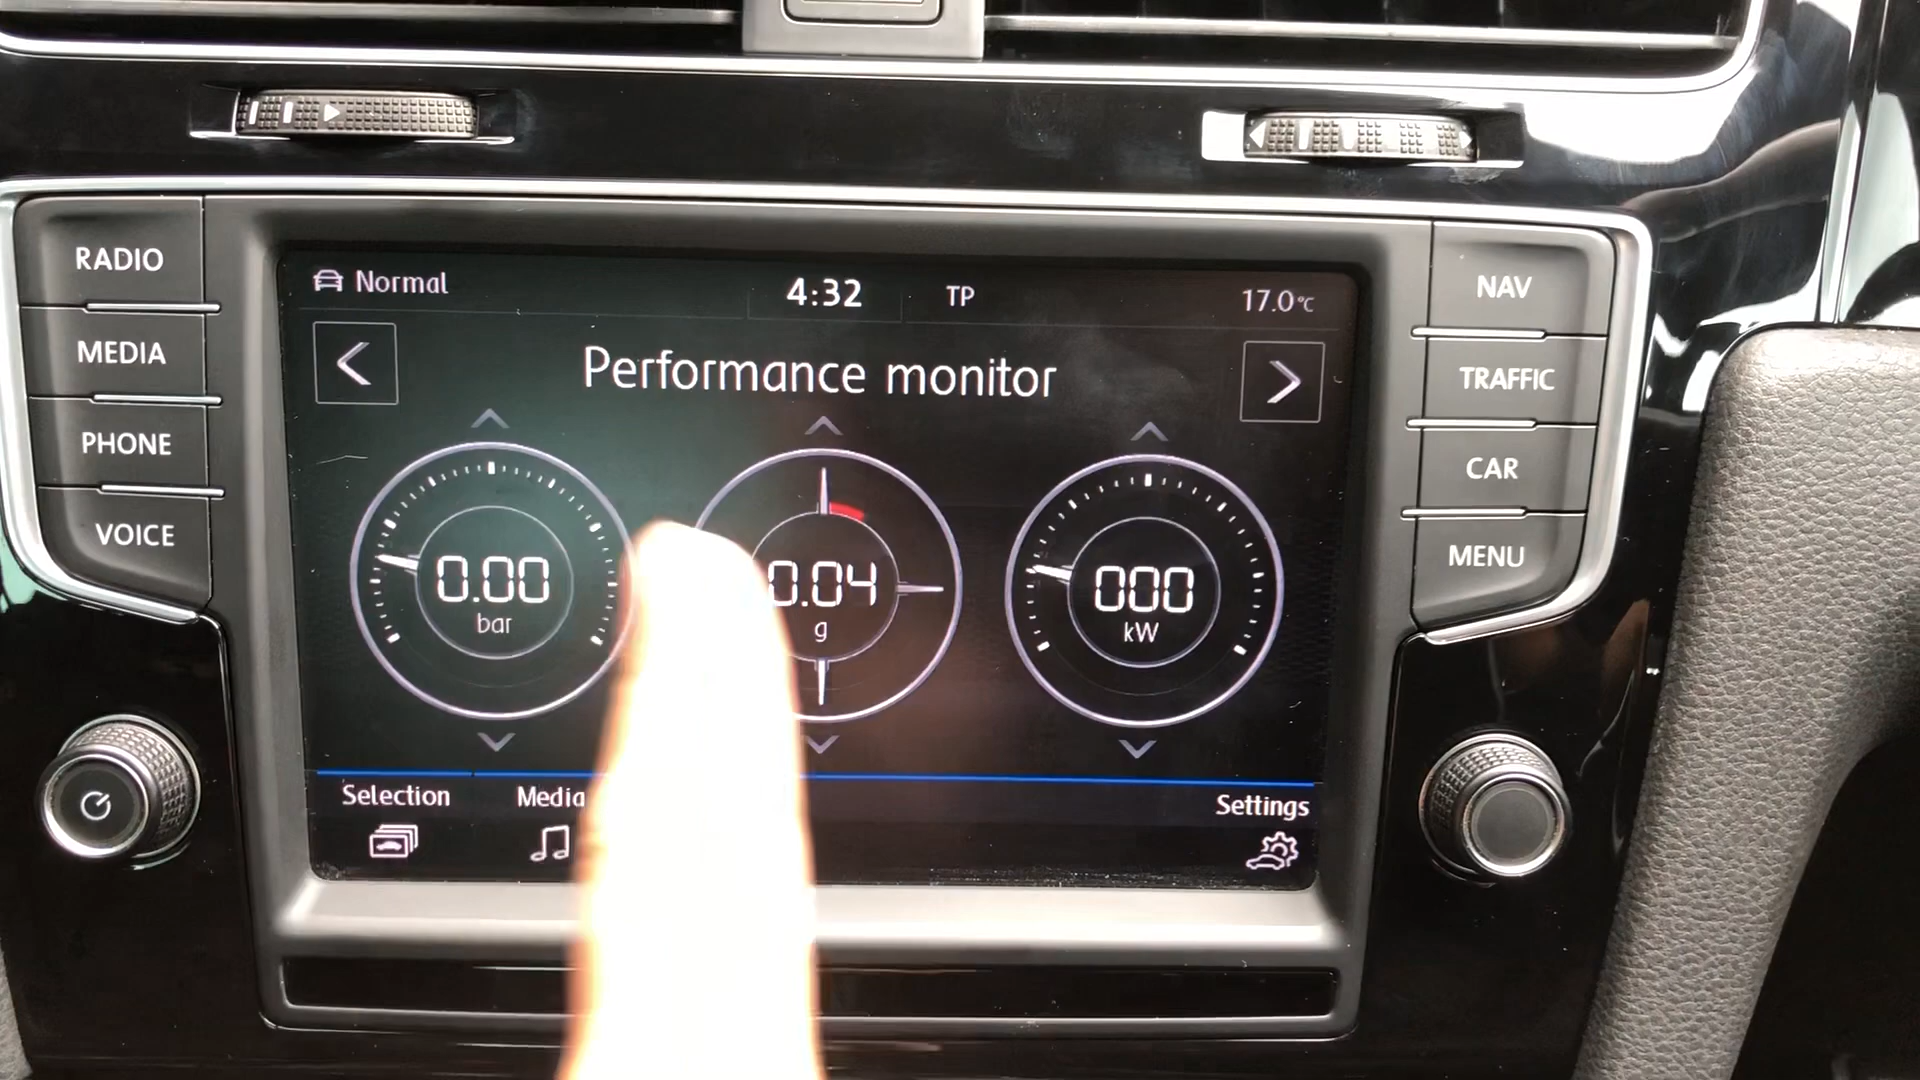 RADIO
MEDIA
PHONE
VOICE
Normal
4:32
TP
17.0°C
Performance monitor
0.00
bar
0.04
g
000
kW
Selection
Media
Settings
NAV
TRAFFIC
CAR
MENU